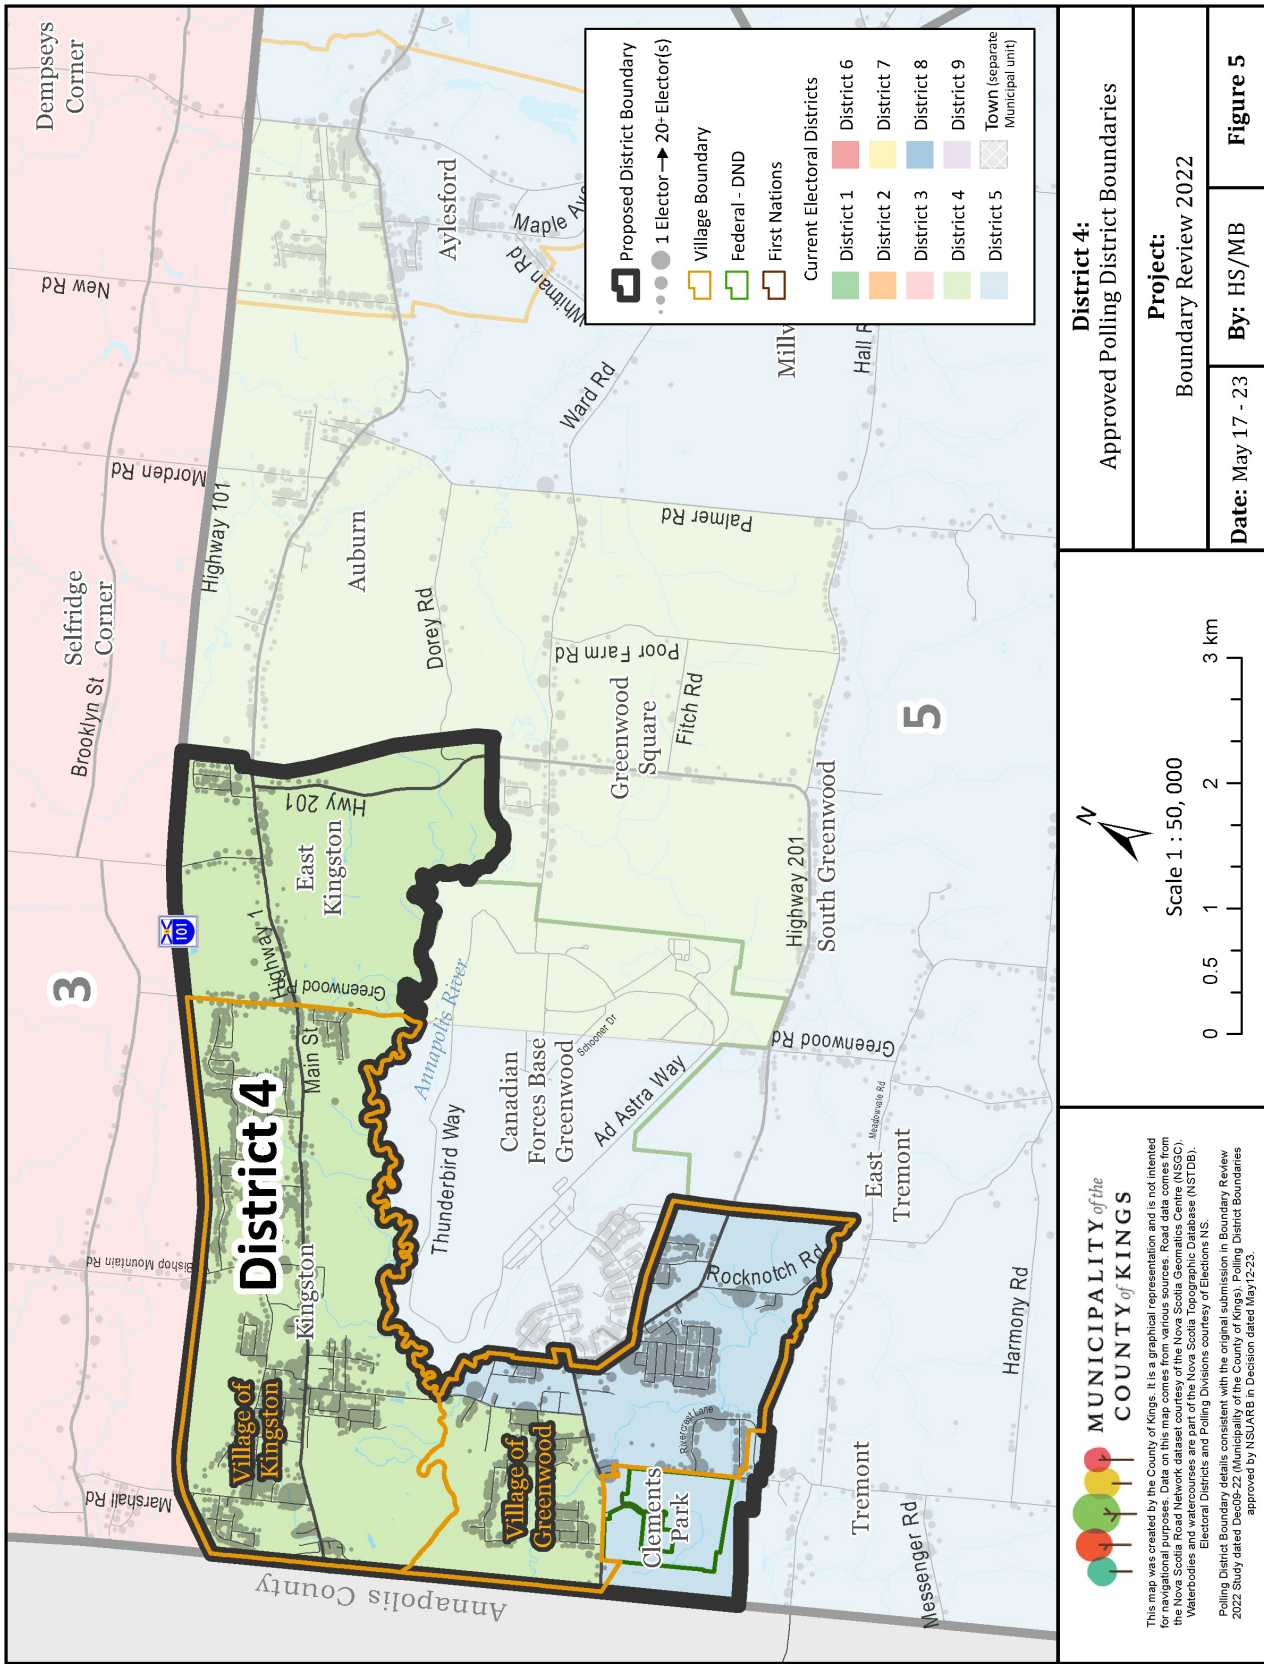 Dempseys
Corner
New Rd
Morden Rd
Selfridge
Corner
Brooklyn St
3
101
Bishop Mountain Rd
Marshall Rd
Highway 101
Aylesford
Maple Av
Whitman Rd
Auburn
Ward Rd
Millv
Hall R
Dorey Rd
Palmer Rd
Poor Farm Rd
Fitch Rd
Greenwood
Square
Hwy 201
East
Kingston
Highway 1
Greenwood R
Main St
District 4
Kingston
Village of
Kingston
Annapolis River
Thunderbird Way
Canadian
Forces Base
Greenwood
Schooner Dr
Ad Astra Way
Highway 201
South Greenwood
5
Greenwood Rd
Meadowvale Rd
East
Tremont
Rocknotch Rd
Harmony Rd
Rivercrest Lane
Village of
Greenwood
Clements
Park
Tremont
Messenger Rd
Annapolis County
Proposed District Boundary
1 Elector → 20+ Elector(s)
Village Boundary
Federal - DND
First Nations
Current Electoral Districts
District 1
District 2
District 3
District 4
District 5
District 6
District 7
District 8
District 9
Town (separate
Municipal unit)
MUNICIPALITY of the
COUNTY of KINGS
This map was created by the County of Kings. It is a graphical representation and is not intended
for navigational purposes. Data on this map comes from various sources. Road data comes from
the Nova Scotia Road Network dataset courtesy of the Nova Scotia Geomatics Centre (NSGC).
Waterbodies and watercourses are part of the Nova Scotia Topographic Database (NSTDB).
Electoral Districts and Polling Divisions courtesy of Elections NS.
Polling District Boundary details consistent with the original submission in Boundary Review
2022 Study dated Dec09-22 (Municipality of the County of Kings). Polling District Boundaries
approved by NSUARB in Decision dated May12-23.
N
Scale 1 : 50, 000
0 0.5 1 2 3 km
District 4:
Approved Polling District Boundaries
Project:
Boundary Review 2022
Date: May 17 - 23
By: HS/MB
Figure 5